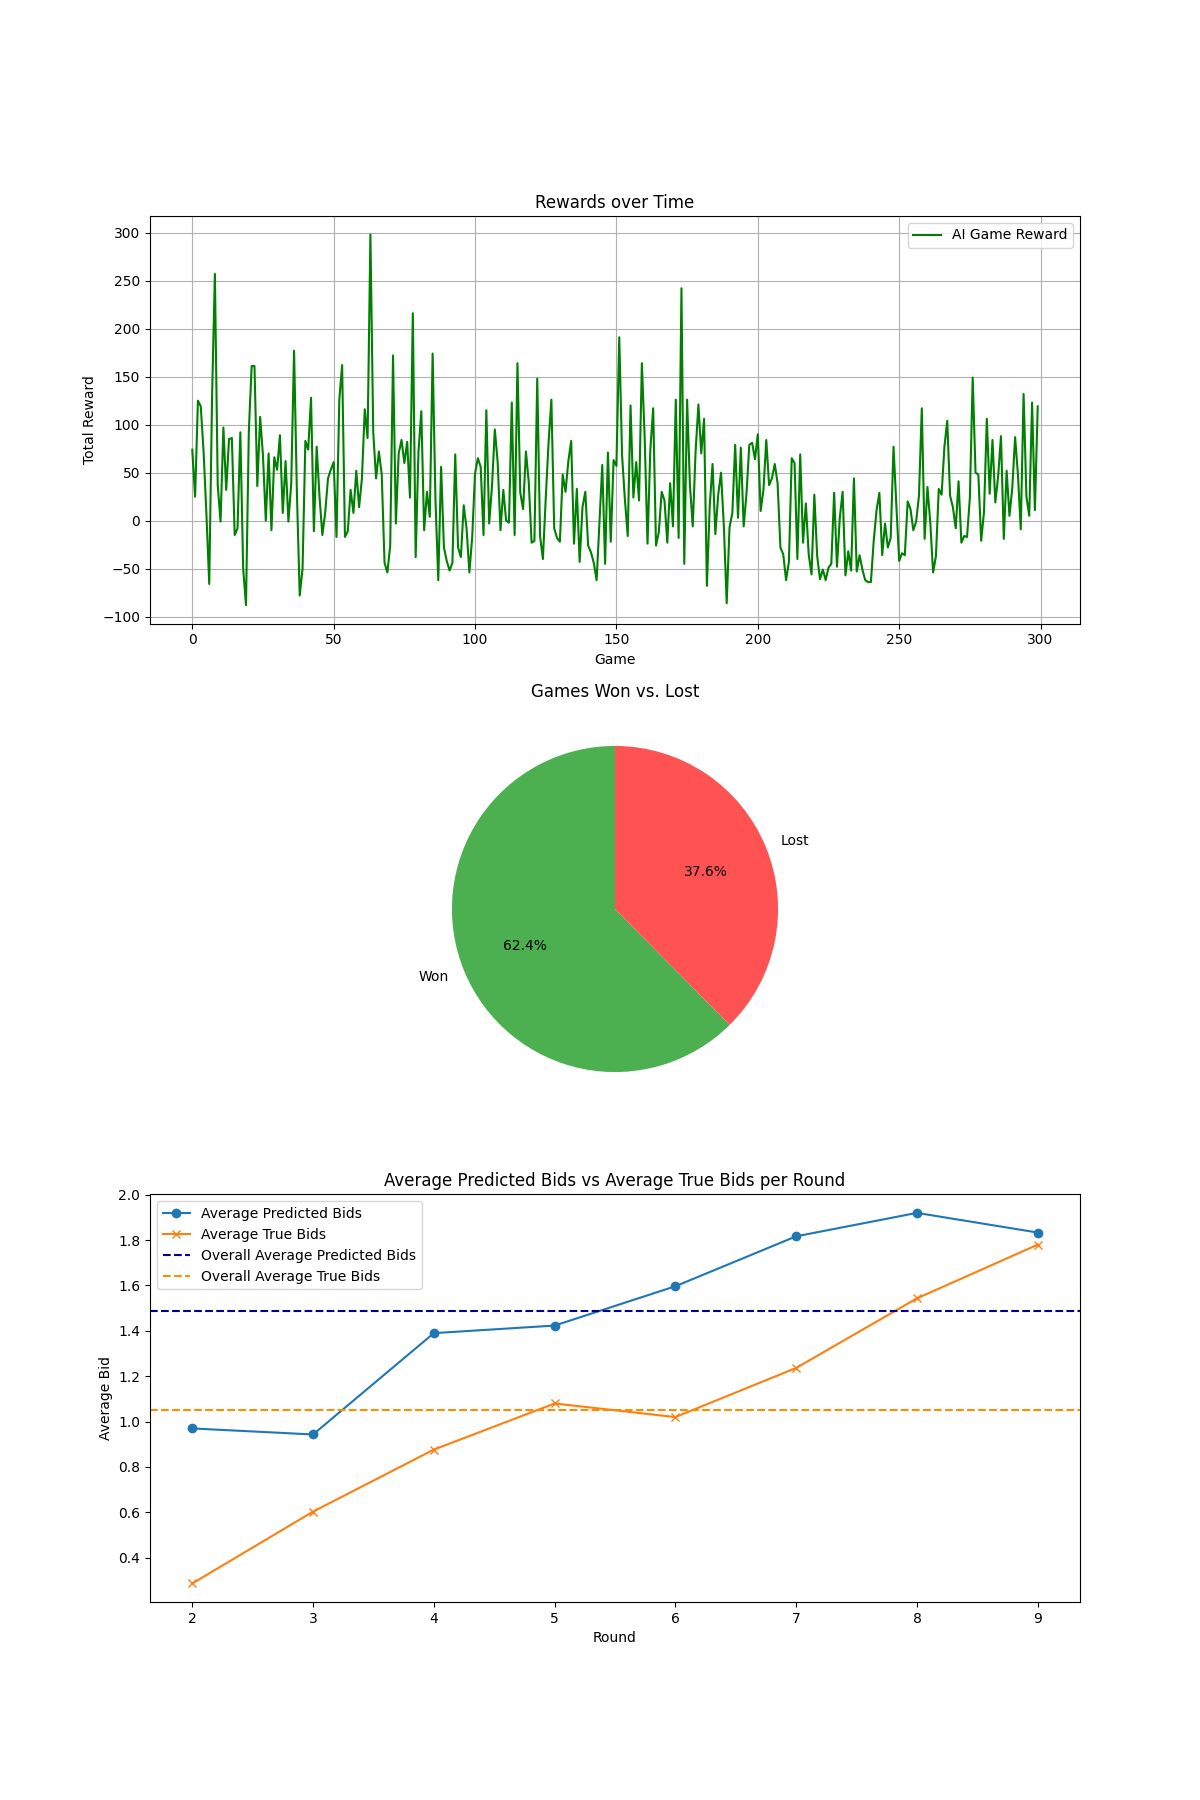 Rewards over Time
AI Game Reward
300
250
200
150
100
50
0
−50
−100
Total Reward
0 50 100 150 200 250 300
Game
Games Won vs. Lost
Lost
37.6%
62.4%
Won
Average Predicted Bids vs Average True Bids per Round
Average Predicted Bids
Average True Bids
Overall Average Predicted Bids
Overall Average True Bids
2.0
1.8
1.6
1.4
1.2
1.0
0.8
0.6
0.4
Average Bid
2 3 4 5 6 7 8 9
Round